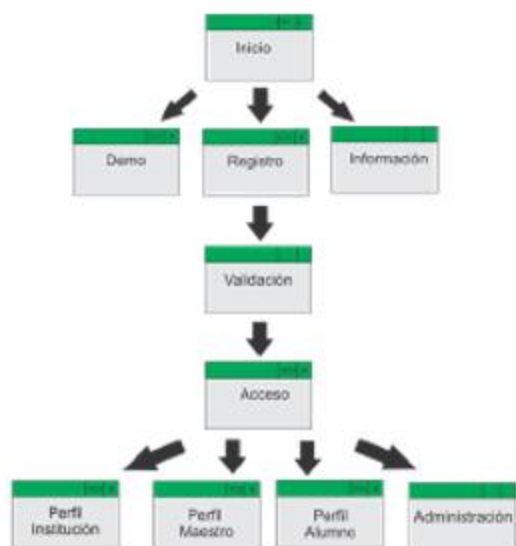 Inicio
Demo
Registro
Información
Validación
Acceso
Perfil
Institución
Perfil
Maestro
Perfil
Alumno
Administración